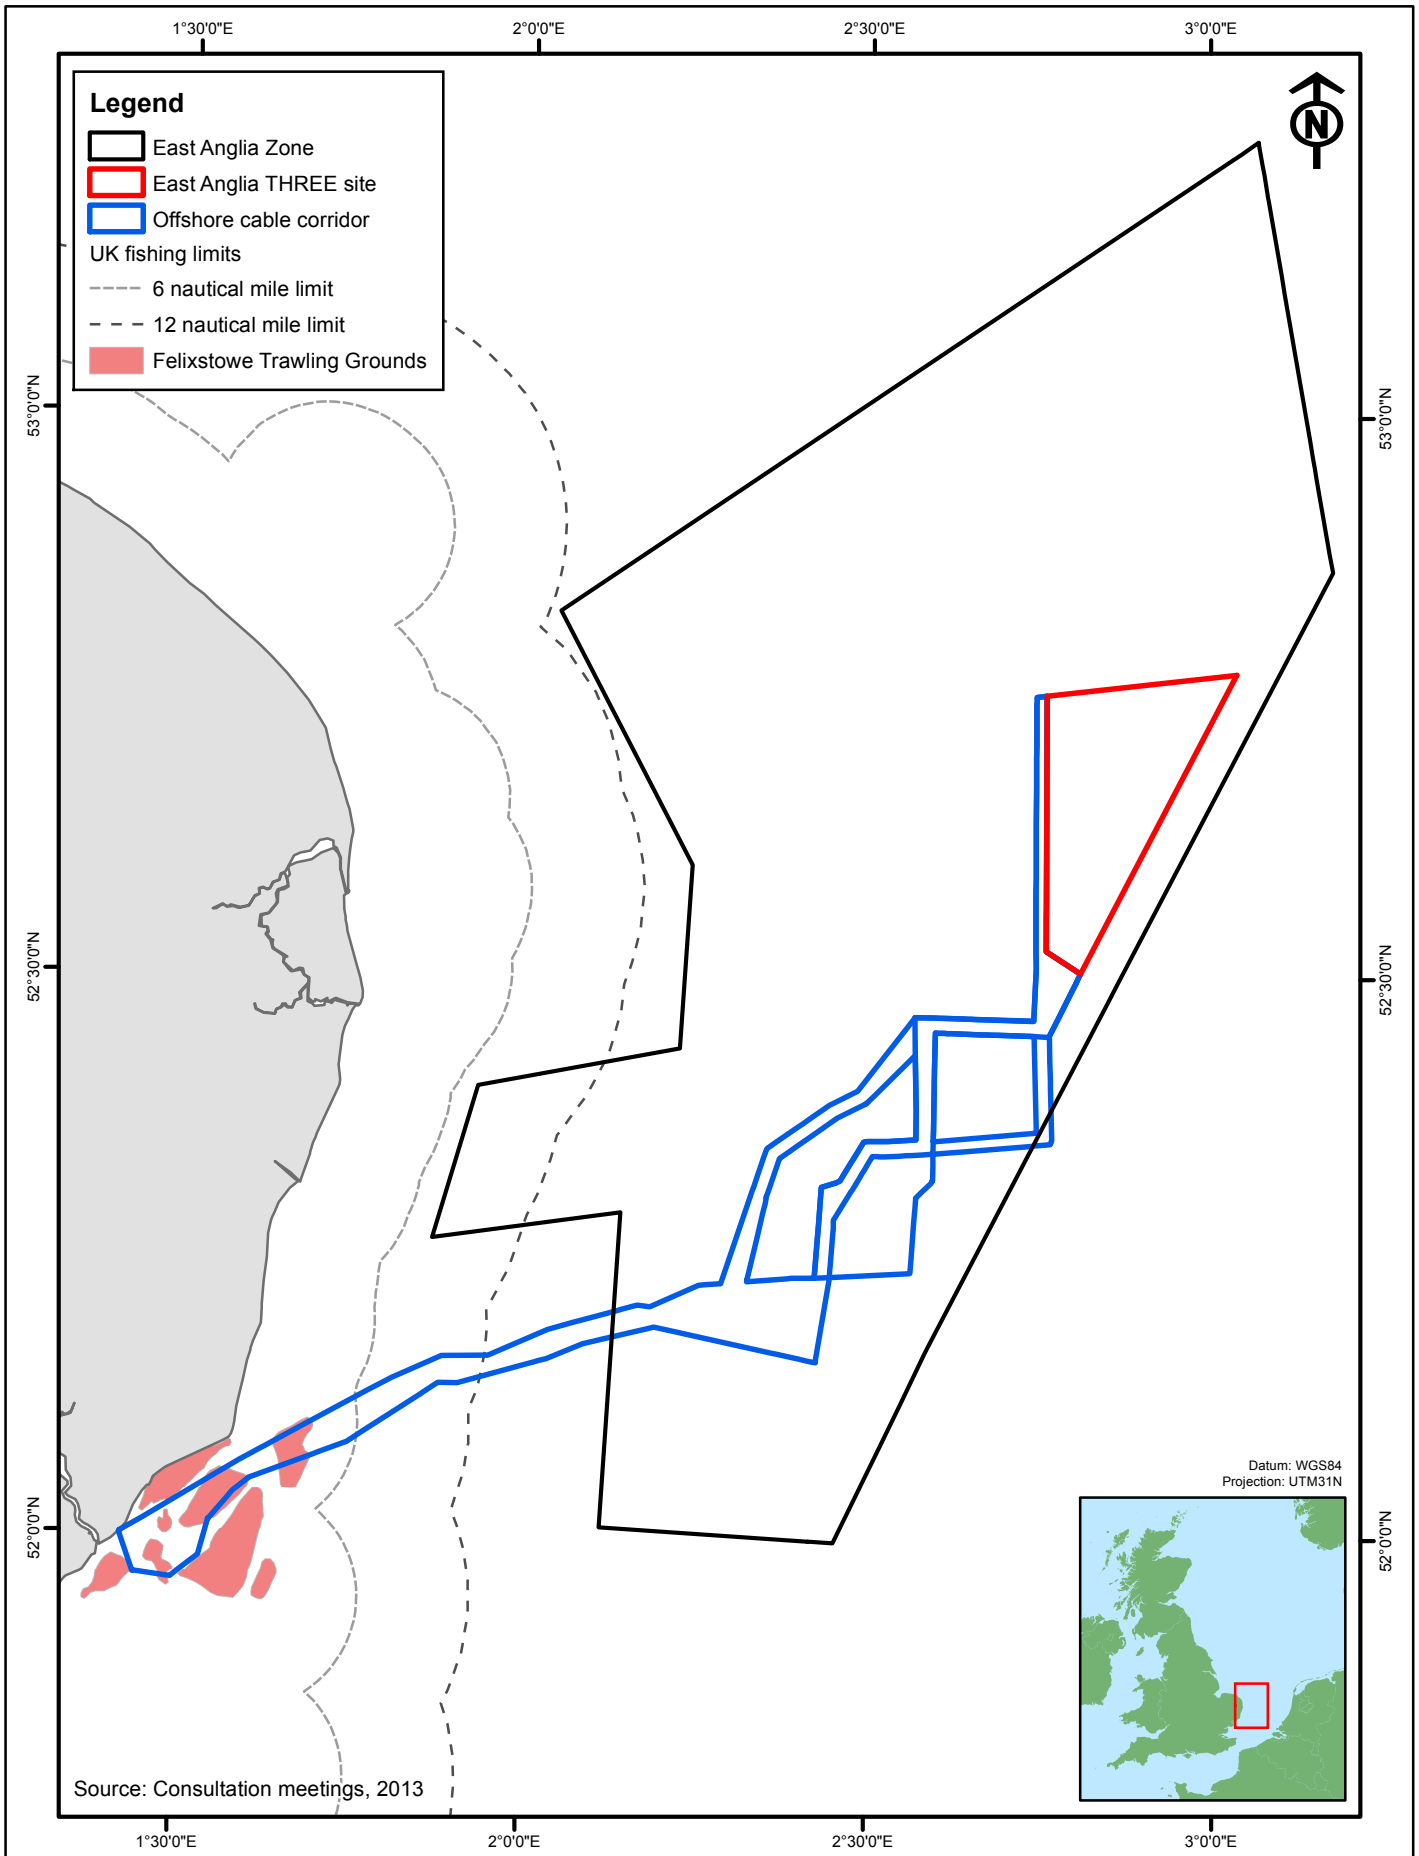 1°30'0"E 2°0'0"E 2°30'0"E 3°0'0"E
Legend
East Anglia Zone
East Anglia THREE site
Offshore cable corridor
UK fishing limits
6 nautical mile limit
12 nautical mile limit
Felixstowe Trawling Grounds
N
53°0'0"N
53°0'0"N
52°30'0"N
52°30'0"N
52°0'0"N
52°0'0"N
Datum: WGS84
Projection: UTM31N
Source: Consultation meetings, 2013
1°30'0"E 2°0'0"E 2°30'0"E 3°0'0"E